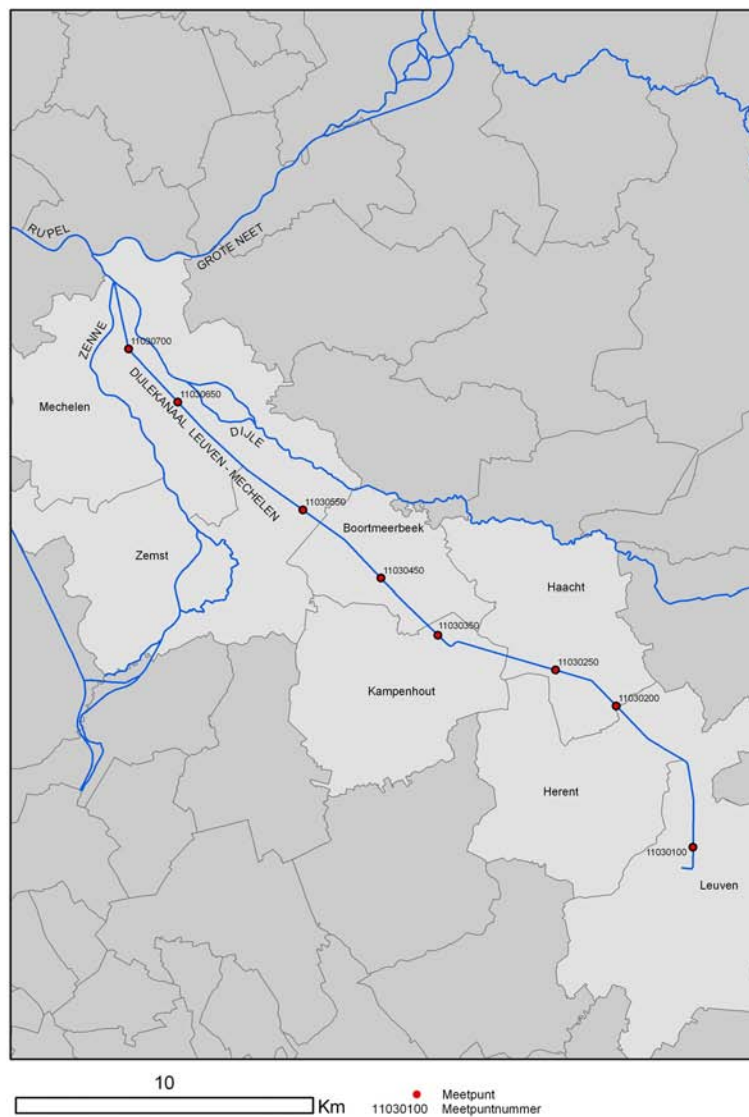 RUPEL
GROTE NEET
ZENNE
11030700
11030650
Mechelen
DIJLEKANAAL LEUVEN - MECHELEN
DIJLE
11030550
Boortmeerbeek
Zemst
11030450
Haacht
11030350
11030250
Kampenhout
11030200
Herent
11030100
Leuven
10
Km
Meetpunt
11030100 Meetpuntnummer